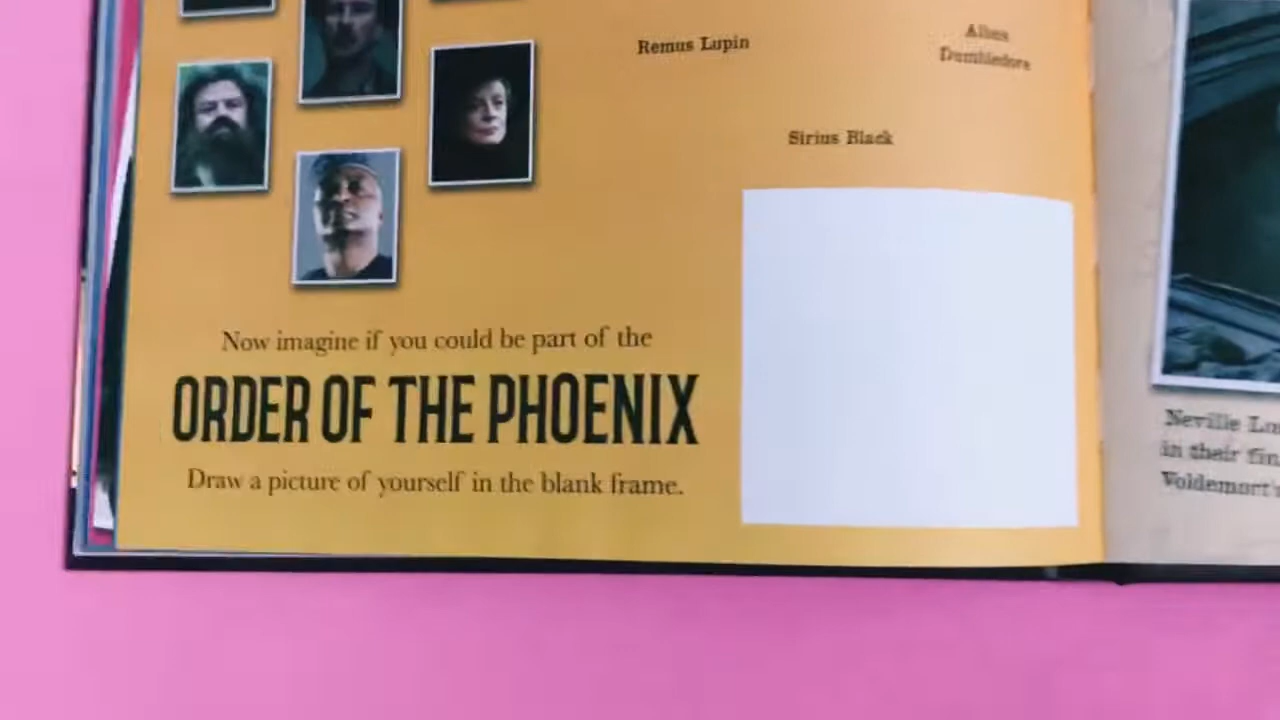 Remus Lupin
Albus
Dumbledore
Sirius Black
Now imagine if you could be part of the
ORDER OF THE PHOENIX
Draw a picture of yourself in the blank frame.
Neville
in their
Voldemort's